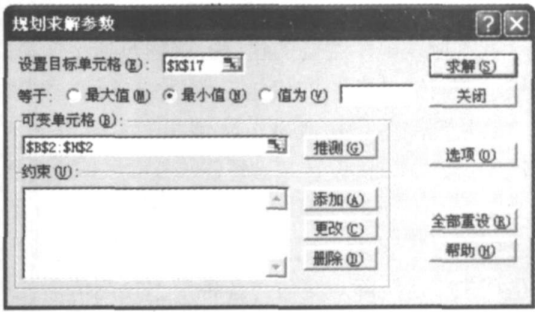 规划求解参数
设置目标单元格(E): $K$17 求解(S)
等于: 最大值(M) 最小值(N) 值为(V) 关闭
可变单元格(B):
$B$2:$H$2 推测(G) 选项(O)
约束(U):
添加(A)
更改(C) 全部重设(R)
删除(D) 帮助(H)